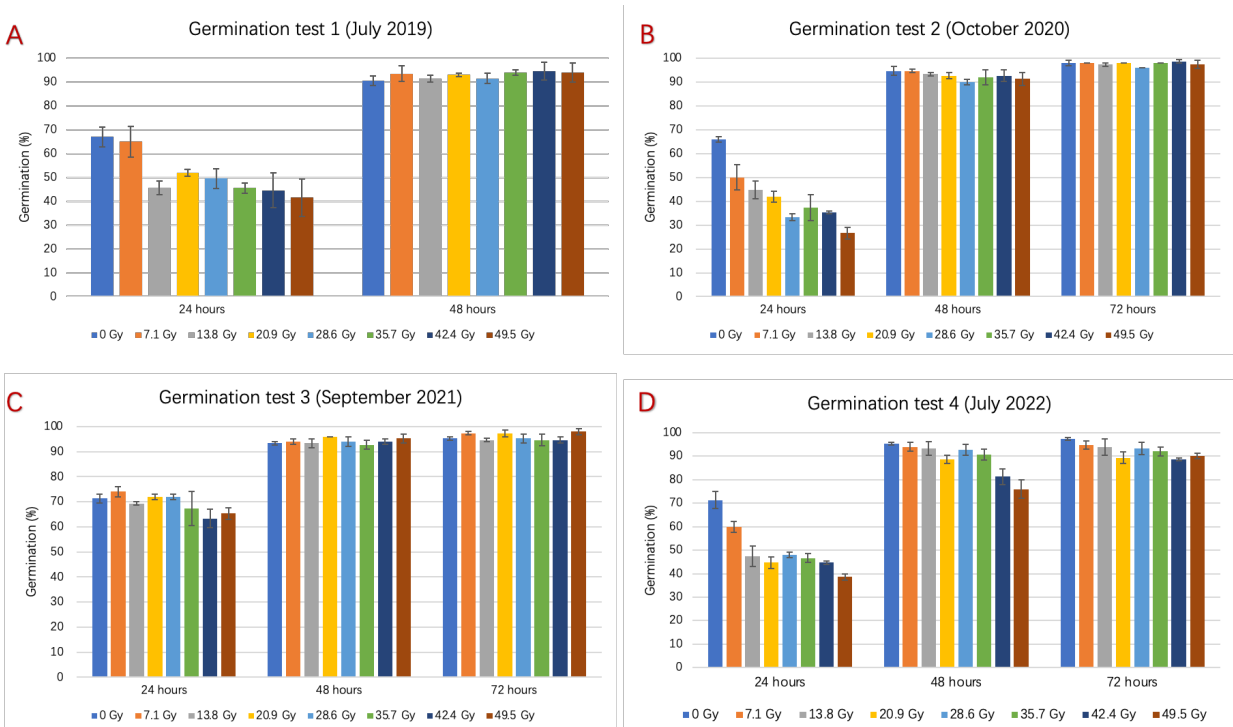 A
Germination test 1 (July 2019)
Germination (%)
100
90
80
70
60
50
40
30
20
10
0
24 hours
48 hours
0 Gy 7.1 Gy 13.8 Gy 20.9 Gy 28.6 Gy 35.7 Gy 42.4 Gy 49.5 Gy
B
Germination test 2 (October 2020)
Germination (%)
100
90
80
70
60
50
40
30
20
10
0
24 hours
48 hours
72 hours
0 Gy 7.1 Gy 13.8 Gy 20.9 Gy 28.6 Gy 35.7 Gy 42.4 Gy 49.5 Gy
C
Germination test 3 (September 2021)
Germination (%)
100
90
80
70
60
50
40
30
20
10
0
24 hours
48 hours
72 hours
0 Gy 7.1 Gy 13.8 Gy 20.9 Gy 28.6 Gy 35.7 Gy 42.4 Gy 49.5 Gy
D
Germination test 4 (July 2022)
Germination (%)
100
90
80
70
60
50
40
30
20
10
0
24 hours
48 hours
72 hours
0 Gy 7.1 Gy 13.8 Gy 20.9 Gy 28.6 Gy 35.7 Gy 42.4 Gy 49.5 Gy